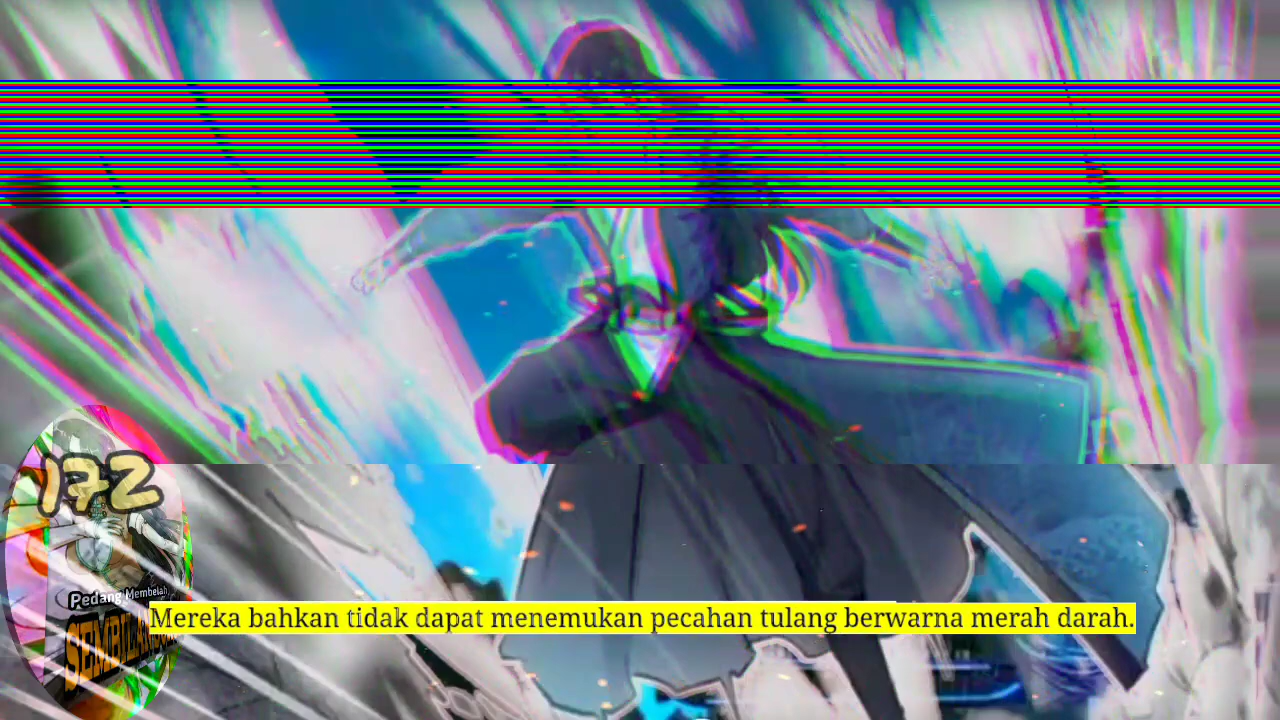 172
Pedang Membelah
Mereka bahkan tidak dapat menemukan pecahan tulang berwarna merah darah.